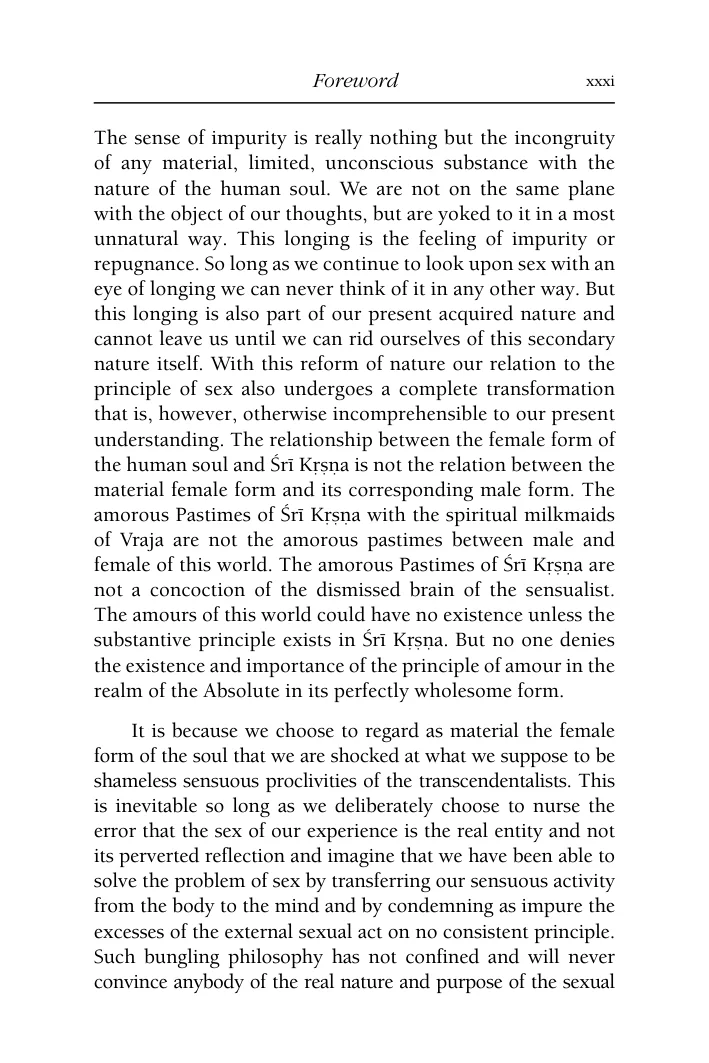 Foreword xxxi
The sense of impurity is really nothing but the incongruity
of any material, limited, unconscious substance with the
nature of the human soul. We are not on the same plane
with the object of our thoughts, but are yoked to it in a most
unnatural way. This longing is the feeling of impurity or
repugnance. So long as we continue to look upon sex with an
eye of longing we can never think of it in any other way. But
this longing is also part of our present acquired nature and
cannot leave us until we can rid ourselves of this secondary
nature itself. With this reform of nature our relation to the
principle of sex also undergoes a complete transformation
that is, however, otherwise incomprehensible to our present
understanding. The relationship between the female form of
the human soul and Śrī Kṛṣṇa is not the relation between the
material female form and its corresponding male form. The
amorous Pastimes of Śrī Kṛṣṇa with the spiritual milkmaids
of Vraja are not the amorous pastimes between male and
female of this world. The amorous Pastimes of Śrī Kṛṣṇa are
not a concoction of the dismissed brain of the sensualist.
The amours of this world could have no existence unless the
substantive principle exists in Śrī Kṛṣṇa. But no one denies
the existence and importance of the principle of amour in the
realm of the Absolute in its perfectly wholesome form.
It is because we choose to regard as material the female
form of the soul that we are shocked at what we suppose to be
shameless sensuous proclivities of the transcendentalists. This
is inevitable so long as we deliberately choose to nurse the
error that the sex of our experience is the real entity and not
its perverted reflection and imagine that we have been able to
solve the problem of sex by transferring our sensuous activity
from the body to the mind and by condemning as impure the
excesses of the external sexual act on no consistent principle.
Such bungling philosophy has not confined and will never
convince anybody of the real nature and purpose of the sexual